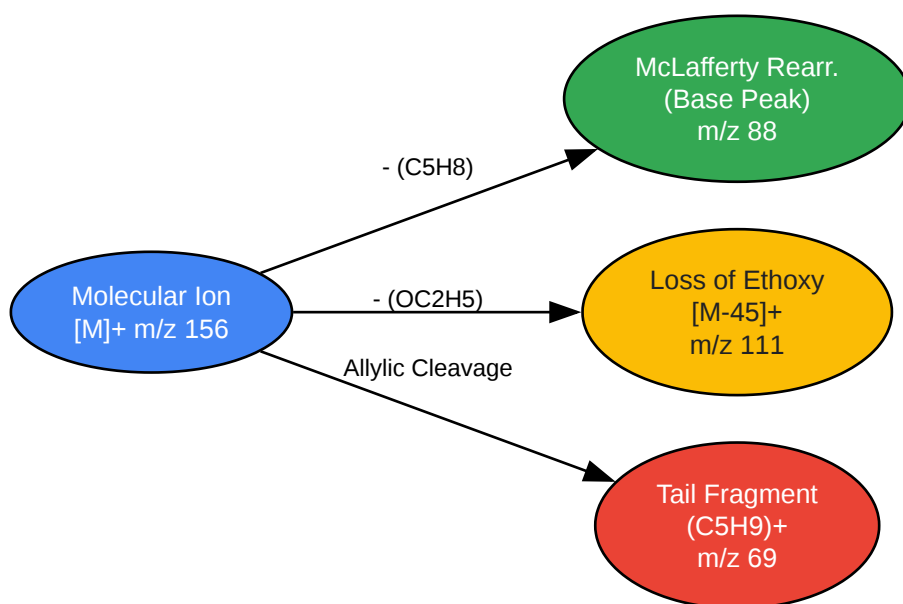 McLafferty Rearr.
(Base Peak)
m/z 88
- (C5H8)
Molecular Ion
[M]+ m/z 156
- (OC2H5)
Loss of Ethoxy
[M-45]+
m/z 111
Allylic Cleavage
Tail Fragment
(C5H9)+
m/z 69